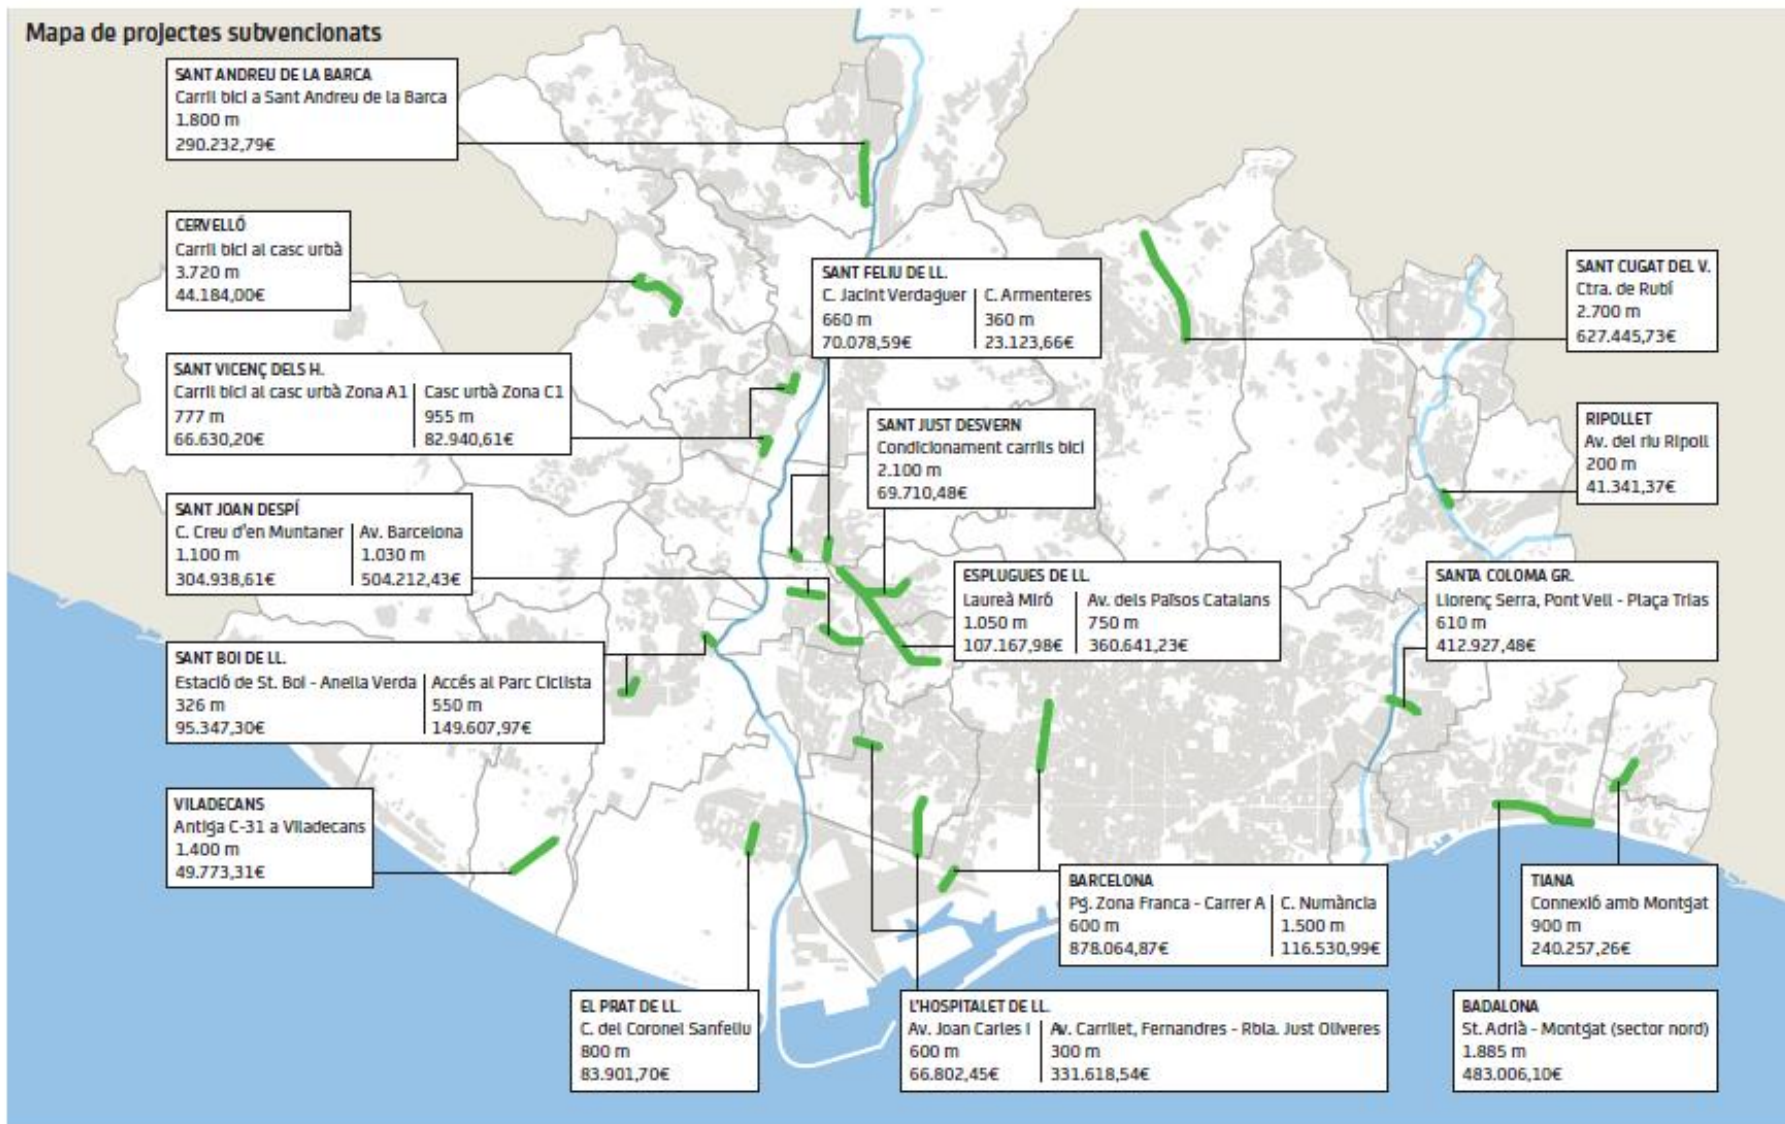 Mapa de projectes subvencionats
SANT ANDREU DE LA BARCA
Carril bici a Sant Andreu de la Barca
1.800 m
290.232,79€
CERVELLÓ
Carril bici al casc urbà
3.720 m
44.184,00€
SANT VICENÇ DELS H.
Carril bici al casc urbà Zona A1
777 m
66.630,20€
Casc urbà Zona C1
955 m
82.940,61€
SANT JOAN DESPÍ
C. Creu d'en Muntaner
1.100 m
304.938,61€
Av. Barcelona
1.030 m
504.212,43€
SANT BOI DE LL.
Estació de St. Boi - Anella Verda
326 m
95.347,30€
Accés al Parc Ciclista
550 m
149.607,97€
VILADECANS
Antiga C-31 a Viladecans
1.400 m
49.773,31€
SANT FELIU DE LL.
C. Jacint Verdaguer
660 m
70.078,59€
C. Armenteres
360 m
23.123,66€
SANT JUST DESVERN
Condicionament carrils bici
2.100 m
69.710,48€
ESPLUGUES DE LL.
Laureà Miró
1.050 m
107.167,98€
Av. dels Països Catalans
750 m
360.641,23€
SANT CUGAT DEL V.
Ctra. de Rubí
2.700 m
627.445,73€
RIPOLLET
Av. del riu Ripoll
200 m
41.341,37€
SANTA COLOMA GR.
Llorenç Serra, Pont Vell - Plaça Trias
610 m
412.927,48€
BARCELONA
Pg. Zona Franca - Carrer A
600 m
878.064,87€
C. Numància
1.500 m
116.530,99€
TIANA
Connexió amb Montgat
900 m
240.257,26€
EL PRAT DE LL.
C. del Coronel Sanfeliu
800 m
83.901,70€
L'HOSPITALET DE LL.
Av. Joan Carles I
600 m
66.802,45€
Av. Carrilet, Fernandres - Rbla. Just Oliveres
300 m
331.618,54€
BADALONA
St. Adrià - Montgat (sector nord)
1.885 m
483.006,10€